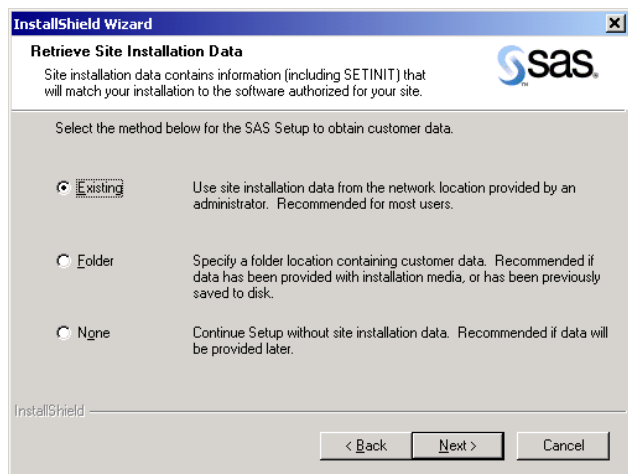 InstallShield Wizard
Retrieve Site Installation Data
Site installation data contains information (including SETINIT) that
will match your installation to the software authorized for your site.
sas
Select the method below for the SAS Setup to obtain customer data.
Existing
Use site installation data from the network location provided by an
administrator. Recommended for most users.
Folder
Specify a folder location containing customer data. Recommended if
data has been provided with installation media, or has been previously
saved to disk.
None
Continue Setup without site installation data. Recommended if data will
be provided later.
InstallShield
< Back
Next >
Cancel